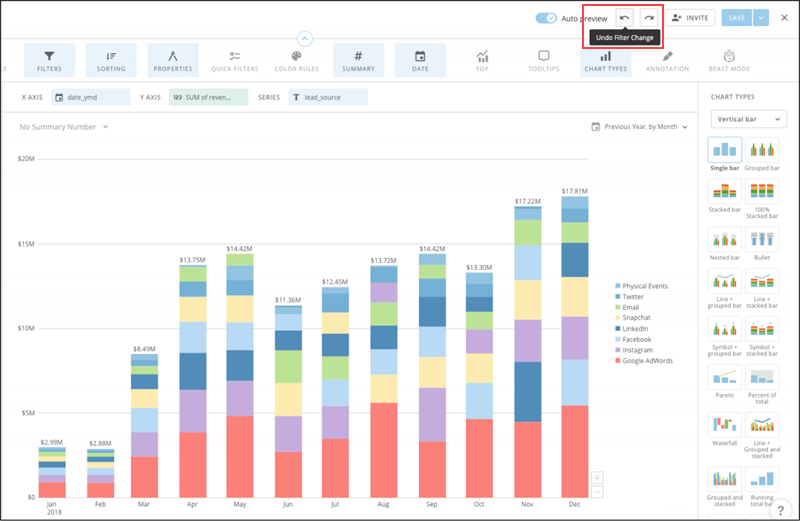 Auto preview
INVITE
SAVE
Undo Filter Change
LE
FILTERS
SORTING
PROPERTIES
QUICK FILTERS
COLOR RULES
SUMMARY
DATE
YOY
TOOLTIPS
CHART TYPES
ANNOTATION
BEAST MODE
X AXIS
date_ymd
Y AXIS
123 SUM of reven...
SERIES
T lead_source
CHART TYPES
Vertical bar
No Summary Number
Previous Year, by Month
$20M
$15M
$10M
$5M
$0
$2.99M
$2.88M
$8.49M
$13.75M
$14.42M
$11.36M
$12.45M
$13.72M
$14.42M
$13.30M
$17.22M
$17.81M
Jan
2018
Feb
Mar
Apr
May
Jun
Jul
Aug
Sep
Oct
Nov
Dec
Physical Events
Twitter
Email
Snapchat
LinkedIn
Facebook
Instagram
Google AdWords
Single bar
Grouped bar
Stacked bar
100%
Stacked bar
Nested bar
Bullet
Line +
grouped bar
Line +
stacked bar
Symbol +
grouped bar
Symbol +
stacked bar
Pareto
Percent of
total
Waterfall
Line +
Grouped and
stacked
Grouped and
stacked
Running
total bar
?